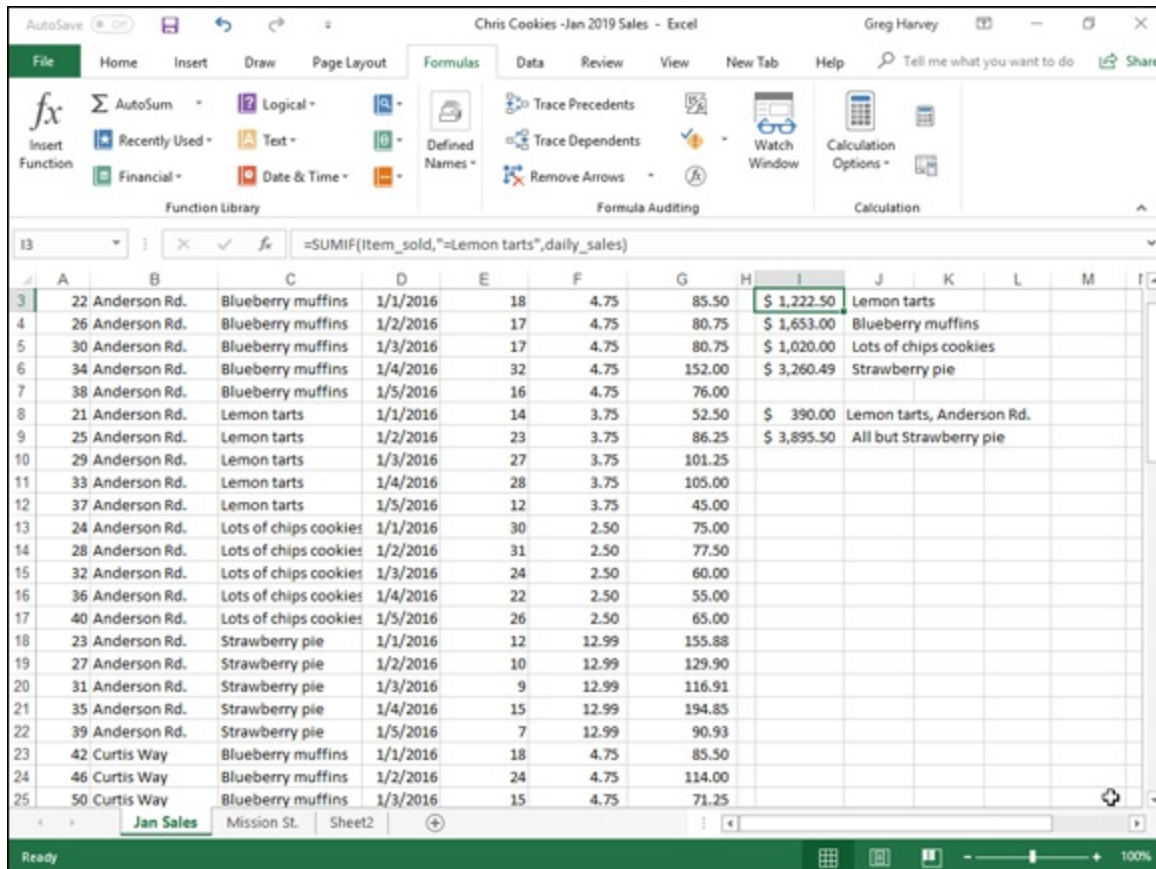 AutoSave Off Chris Cookies -Jan 2019 Sales - Excel Greg Harvey
File Home Insert Draw Page Layout Formulas Data Review View New Tab Help Tell me what you want to do Share
fx Insert Function
Σ AutoSum
Recently Used
Financial
Logical
Text
Date & Time
Function Library
Defined Names
Trace Precedents
Trace Dependents
Remove Arrows
Formula Auditing
Watch Window
Calculation Options
Calculation
I3 fx =SUMIF(Item_sold,"=Lemon tarts",daily_sales)
A B C D E F G H I J K L M
3 22 Anderson Rd. Blueberry muffins 1/1/2016 18 4.75 85.50 $ 1,222.50 Lemon tarts
4 26 Anderson Rd. Blueberry muffins 1/2/2016 17 4.75 80.75 $ 1,653.00 Blueberry muffins
5 30 Anderson Rd. Blueberry muffins 1/3/2016 17 4.75 80.75 $ 1,020.00 Lots of chips cookies
6 34 Anderson Rd. Blueberry muffins 1/4/2016 32 4.75 152.00 $ 3,260.49 Strawberry pie
7 38 Anderson Rd. Blueberry muffins 1/5/2016 16 4.75 76.00
8 21 Anderson Rd. Lemon tarts 1/1/2016 14 3.75 52.50 $ 390.00 Lemon tarts, Anderson Rd.
9 25 Anderson Rd. Lemon tarts 1/2/2016 23 3.75 86.25 $ 3,895.50 All but Strawberry pie
10 29 Anderson Rd. Lemon tarts 1/3/2016 27 3.75 101.25
11 33 Anderson Rd. Lemon tarts 1/4/2016 28 3.75 105.00
12 37 Anderson Rd. Lemon tarts 1/5/2016 12 3.75 45.00
13 24 Anderson Rd. Lots of chips cookies 1/1/2016 30 2.50 75.00
14 28 Anderson Rd. Lots of chips cookies 1/2/2016 31 2.50 77.50
15 32 Anderson Rd. Lots of chips cookies 1/3/2016 24 2.50 60.00
16 36 Anderson Rd. Lots of chips cookies 1/4/2016 22 2.50 55.00
17 40 Anderson Rd. Lots of chips cookies 1/5/2016 26 2.50 65.00
18 23 Anderson Rd. Strawberry pie 1/1/2016 12 12.99 155.88
19 27 Anderson Rd. Strawberry pie 1/2/2016 10 12.99 129.90
20 31 Anderson Rd. Strawberry pie 1/3/2016 9 12.99 116.91
21 35 Anderson Rd. Strawberry pie 1/4/2016 15 12.99 194.85
22 39 Anderson Rd. Strawberry pie 1/5/2016 7 12.99 90.93
23 42 Curtis Way Blueberry muffins 1/1/2016 18 4.75 85.50
24 46 Curtis Way Blueberry muffins 1/2/2016 24 4.75 114.00
25 50 Curtis Way Blueberry muffins 1/3/2016 15 4.75 71.25
Jan Sales Mission St. Sheet2
Ready 100%